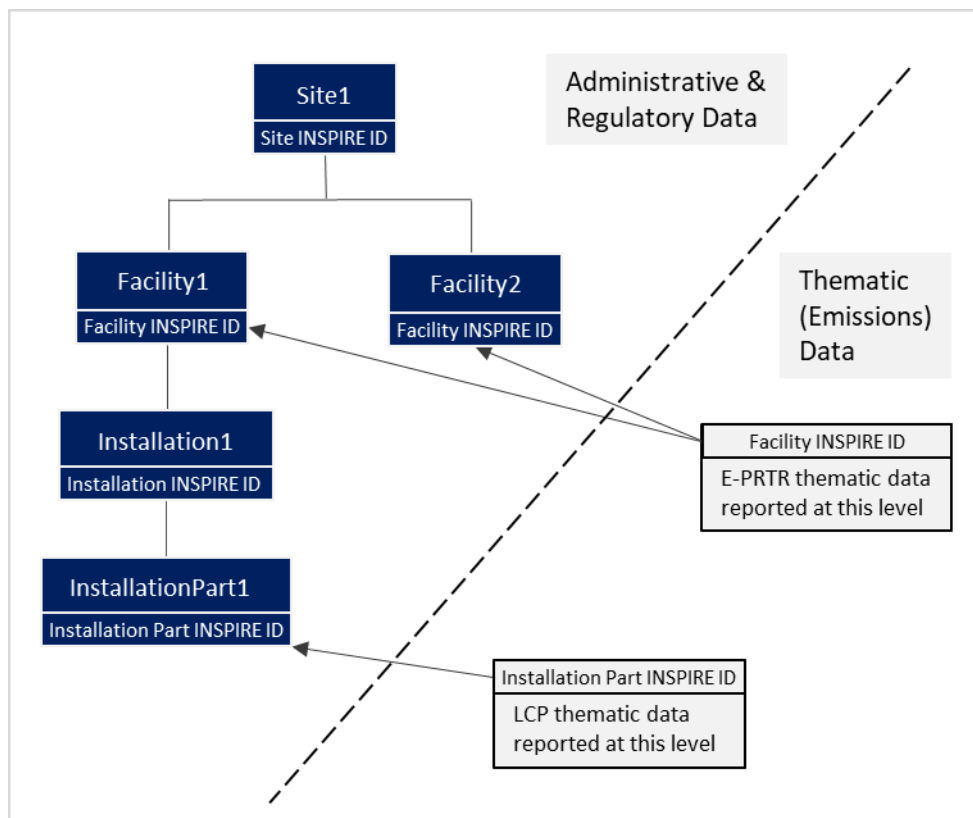 Administrative &
Regulatory Data
Site1
Site INSPIRE ID
Facility1
Facility INSPIRE ID
Facility2
Facility INSPIRE ID
Thematic
(Emissions)
Data
Installation1
Installation INSPIRE ID
Facility INSPIRE ID
E-PRTR thematic data
reported at this level
InstallationPart1
Installation Part INSPIRE ID
Installation Part INSPIRE ID
LCP thematic data
reported at this level